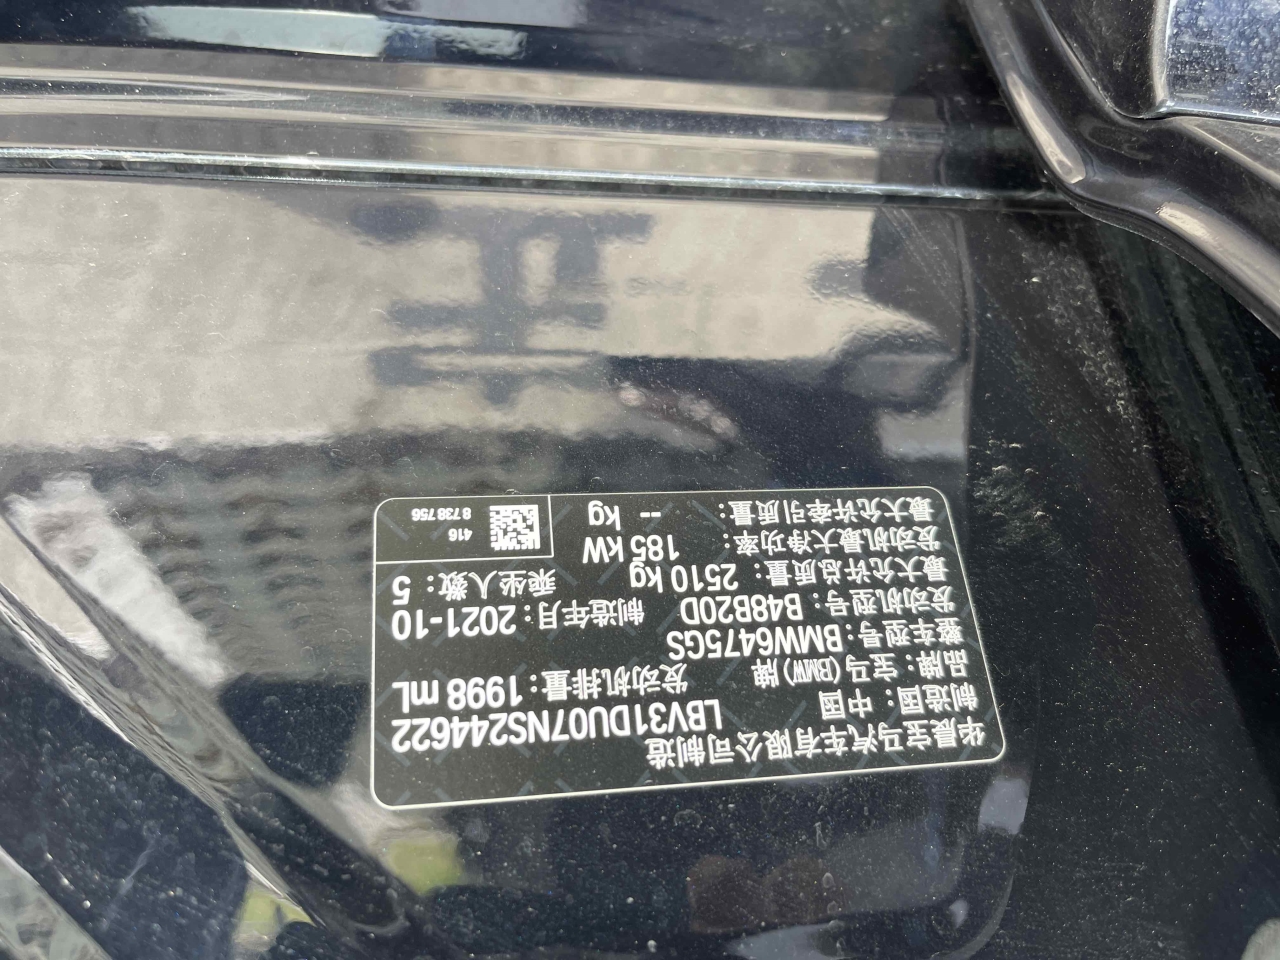 华晨宝马汽车有限公司制造
制造国：中国 LBV31DU07NS244622
品牌：宝马(BMW)牌 发动机排量：1998 mL
整车型号：BMW6475GS
发动机型号：B48B20D 制造年月：2021-10
最大允许总质量：2510 kg 乘坐人数：5
发动机最大净功率：185 kW
最大允许牵引质量：-- kg
416
8 738 756